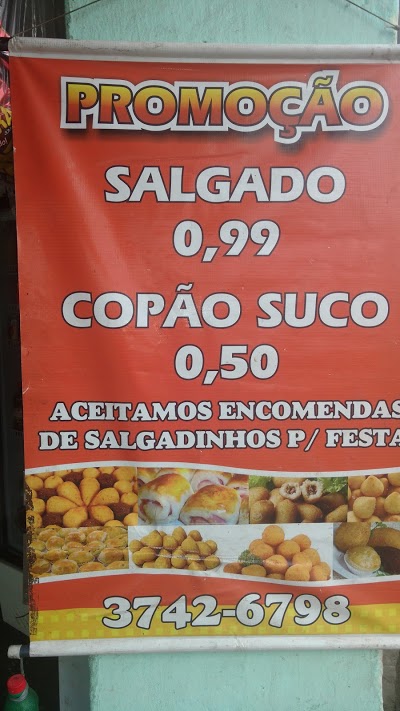 PROMOÇÃO
SALGADO
0,99
COPÃO SUCO
0,50
ACEITAMOS ENCOMENDAS
DE SALGADINHOS P/ FESTA
3742-6798